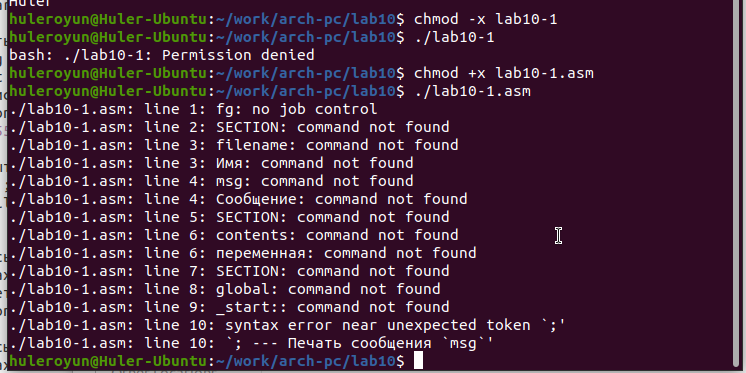 Huler
huleroyun@Huler-Ubuntu:~/work/arch-pc/lab10$ chmod -x lab10-1
huleroyun@Huler-Ubuntu:~/work/arch-pc/lab10$ ./lab10-1
bash: ./lab10-1: Permission denied
huleroyun@Huler-Ubuntu:~/work/arch-pc/lab10$ chmod +x lab10-1.asm
huleroyun@Huler-Ubuntu:~/work/arch-pc/lab10$ ./lab10-1.asm
./lab10-1.asm: line 1: fg: no job control
./lab10-1.asm: line 2: SECTION: command not found
./lab10-1.asm: line 3: filename: command not found
./lab10-1.asm: line 3: Имя: command not found
./lab10-1.asm: line 4: msg: command not found
./lab10-1.asm: line 4: Сообщение: command not found
./lab10-1.asm: line 5: SECTION: command not found
./lab10-1.asm: line 6: contents: command not found
./lab10-1.asm: line 6: переменная: command not found
./lab10-1.asm: line 7: SECTION: command not found
./lab10-1.asm: line 8: global: command not found
./lab10-1.asm: line 9: _start:: command not found
./lab10-1.asm: line 10: syntax error near unexpected token `;'
./lab10-1.asm: line 10: `; --- Печать сообщения `msg`'
huleroyun@Huler-Ubuntu:~/work/arch-pc/lab10$